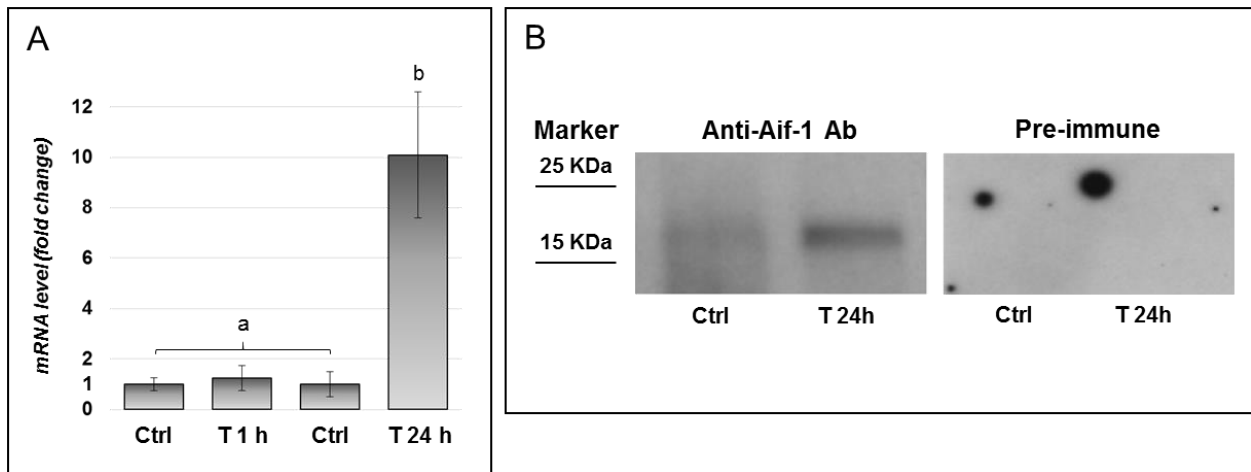 A
mRNA level (fold change)
12
10
8
6
4
2
1
0
a
b
Ctrl T 1 h Ctrl T 24 h
B
Marker Anti-Aif-1 Ab Pre-immune
25 KDa
15 KDa
Ctrl T 24h Ctrl T 24h